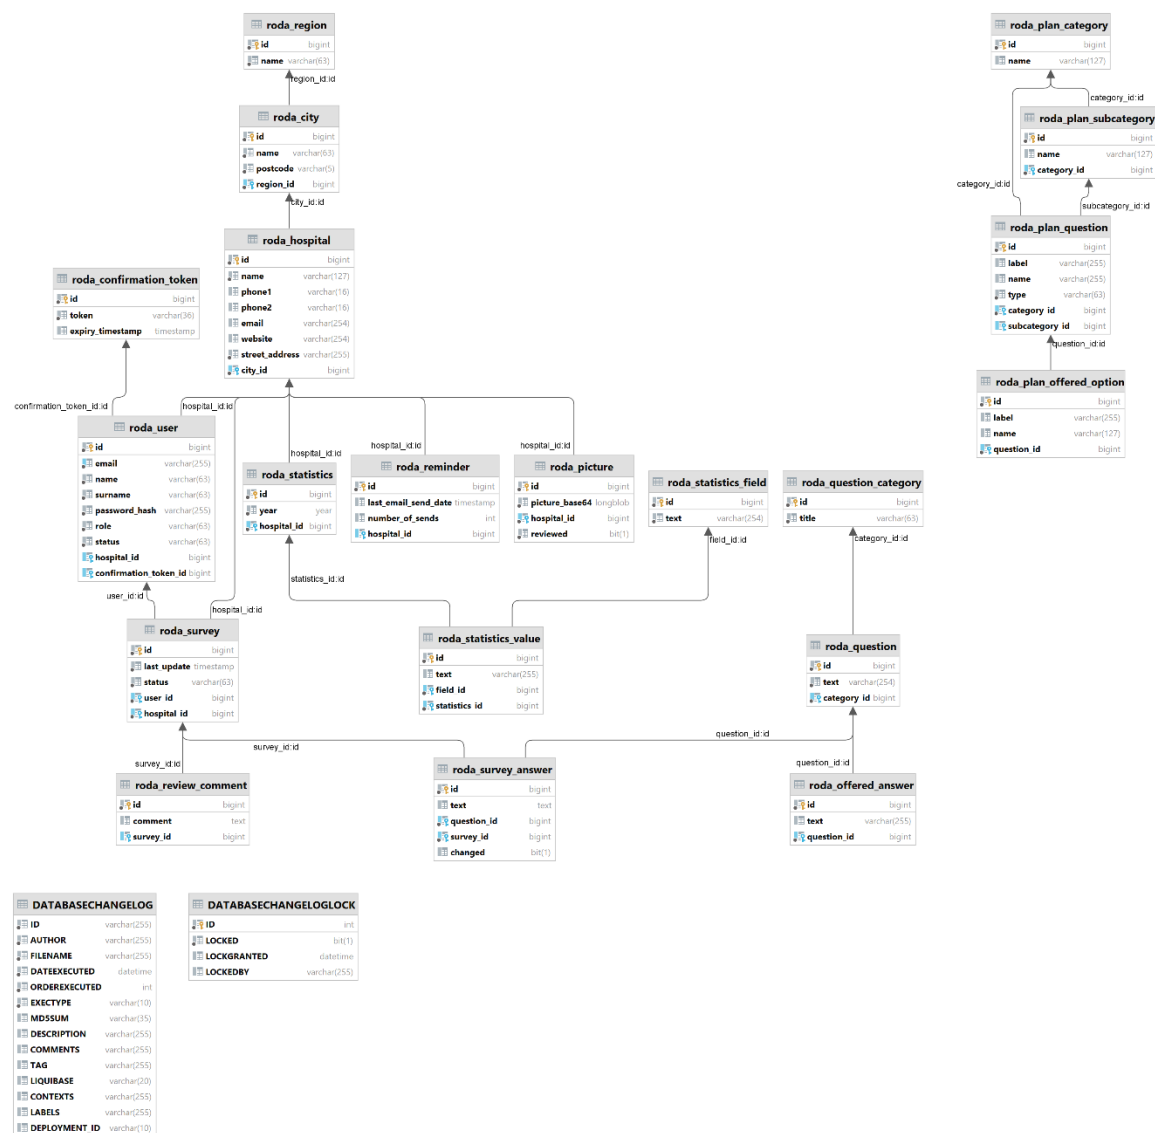 roda_region
id bigint
name varchar(63)
region_id:id
roda_city
id bigint
name varchar(63)
postcode varchar(5)
region_id bigint
city_id:id
roda_hospital
id bigint
name varchar(127)
phone1 varchar(16)
phone2 varchar(16)
email varchar(254)
website varchar(254)
street_address varchar(255)
city_id bigint
roda_confirmation_token
id bigint
token varchar(36)
expiry_timestamp timestamp
confirmation_token_id:id
hospital_id:id
roda_user
id bigint
email varchar(255)
name varchar(63)
surname varchar(63)
password_hash varchar(255)
role varchar(63)
status varchar(63)
hospital_id bigint
confirmation_token_id bigint
hospital_id:id
roda_statistics
id bigint
year year
hospital_id bigint
hospital_id:id
roda_reminder
id bigint
last_email_send_date timestamp
number_of_sends int
hospital_id bigint
hospital_id:id
roda_picture
id bigint
picture_base64 longblob
hospital_id bigint
reviewed bit(1)
roda_statistics_field
id bigint
text varchar(254)
field_id:id
roda_question_category
id bigint
title varchar(63)
category_id:id
user_id:id
hospital_id:id
statistics_id:id
roda_survey
id bigint
last_update timestamp
status varchar(63)
user_id bigint
hospital_id bigint
roda_statistics_value
id bigint
text varchar(255)
field_id bigint
statistics_id bigint
roda_question
id bigint
text varchar(254)
category_id bigint
survey_id:id
survey_id:id
question_id:id
question_id:id
roda_review_comment
id bigint
comment text
survey_id bigint
roda_survey_answer
id bigint
text text
question_id bigint
survey_id bigint
changed bit(1)
roda_offered_answer
id bigint
text varchar(255)
question_id bigint
roda_plan_category
id bigint
name varchar(127)
category_id:id
roda_plan_subcategory
id bigint
name varchar(127)
category_id bigint
category_id:id
subcategory_id:id
roda_plan_question
id bigint
label varchar(255)
name varchar(255)
type varchar(63)
category_id bigint
subcategory_id bigint
question_id:id
roda_plan_offered_option
id bigint
label varchar(255)
name varchar(127)
question_id bigint
DATABASECHANGELOG
ID varchar(255)
AUTHOR varchar(255)
FILENAME varchar(255)
DATEEXECUTED datetime
ORDEREXECUTED int
EXECTYPE varchar(10)
MD5SUM varchar(35)
DESCRIPTION varchar(255)
COMMENTS varchar(255)
TAG varchar(255)
LIQUIBASE varchar(20)
CONTEXTS varchar(255)
LABELS varchar(255)
DEPLOYMENT_ID varchar(10)
DATABASECHANGELOGLOCK
ID int
LOCKED bit(1)
LOCKGRANTED datetime
LOCKEDBY varchar(255)